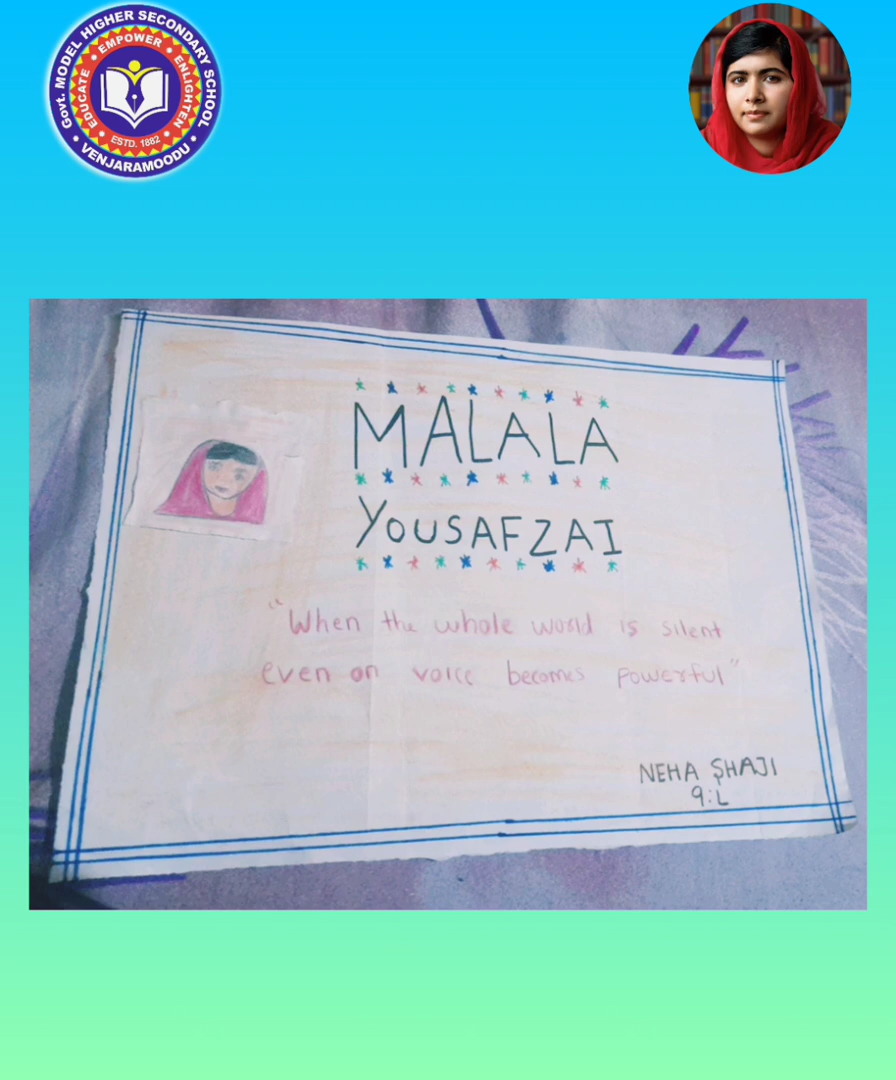 Govt. MODEL HIGHER SECONDARY SCHOOL
EDUCATE • EMPOWER • ENLIGHTEN
ESTD. 1882
• VENJARAMOODU •
MALALA
YOUSAFZAI
"When the whole world is silent
even on voice becomes powerful"
NEHA SHAJI
9:L